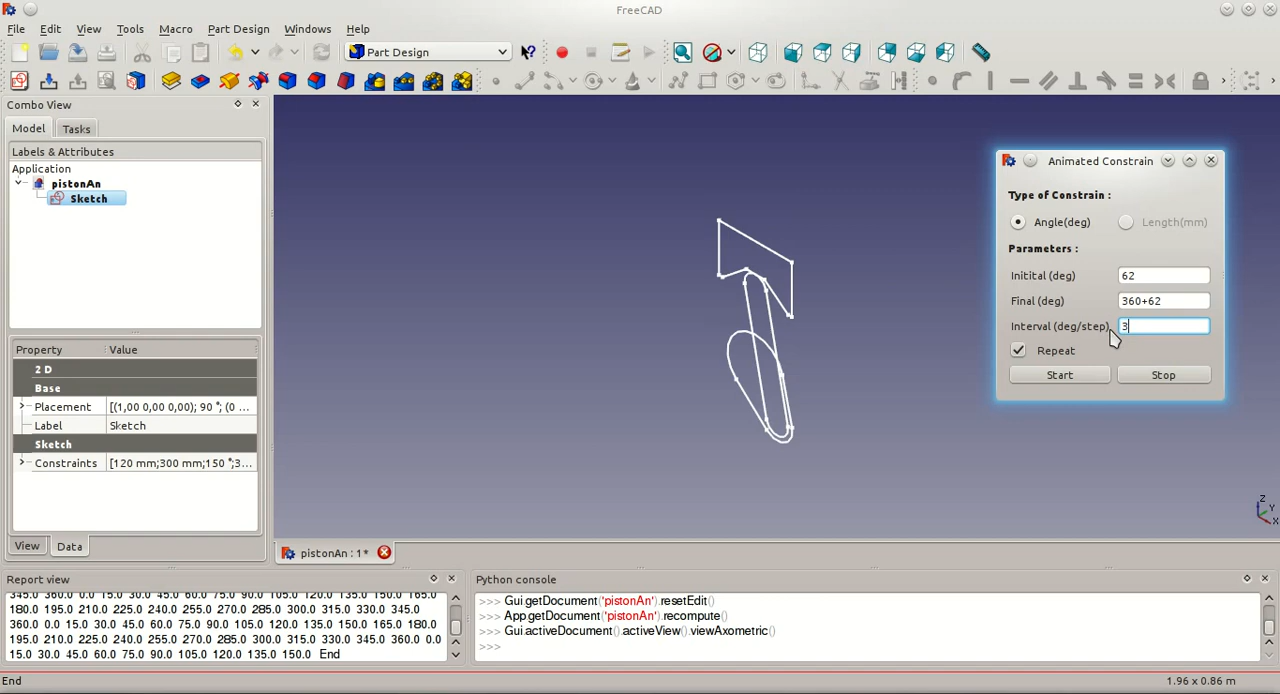 FreeCAD
File Edit View Tools Macro Part Design Windows Help
Part Design
Combo View
Model Tasks
Labels & Attributes
Application
pistonAn
Sketch
Property Value
2 D
Base
Placement [(1,00 0,00 0,00); 90 °; (0 ...
Label Sketch
Sketch
Constraints [120 mm;300 mm;150 °;3...
View Data
Animated Constrain
Type of Constrain :
Angle(deg) Length(mm)
Parameters :
Initital (deg) 62
Final (deg) 360+62
Interval (deg/step) 3
Repeat
Start Stop
Z
Y
X
pistonAn : 1*
Report view
345.0 360.0 0.0 15.0 30.0 45.0 60.0 75.0 90.0 105.0 120.0 135.0 150.0 165.0
180.0 195.0 210.0 225.0 240.0 255.0 270.0 285.0 300.0 315.0 330.0 345.0
360.0 0.0 15.0 30.0 45.0 60.0 75.0 90.0 105.0 120.0 135.0 150.0 165.0 180.0
195.0 210.0 225.0 240.0 255.0 270.0 285.0 300.0 315.0 330.0 345.0 360.0 0.0
15.0 30.0 45.0 60.0 75.0 90.0 105.0 120.0 135.0 150.0 End
Python console
>>> Gui.getDocument('pistonAn').resetEdit()
>>> App.getDocument('pistonAn').recompute()
>>> Gui.activeDocument().activeView().viewAxometric()
>>>
End
1.96 x 0.86 m